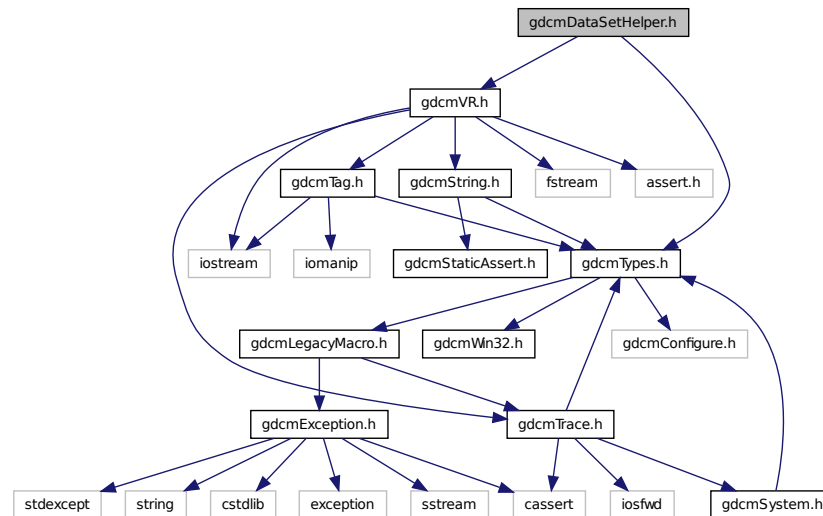 gdcmDataSetHelper.h
gdcmVR.h
gdcmTag.h
gdcmString.h
fstream
assert.h
iostream
iomanip
gdcmStaticAssert.h
gdcmTypes.h
gdcmLegacyMacro.h
gdcmWin32.h
gdcmConfigure.h
gdcmException.h
gdcmTrace.h
stdexcept
string
cstdlib
exception
sstream
cassert
iosfwd
gdcmSystem.h